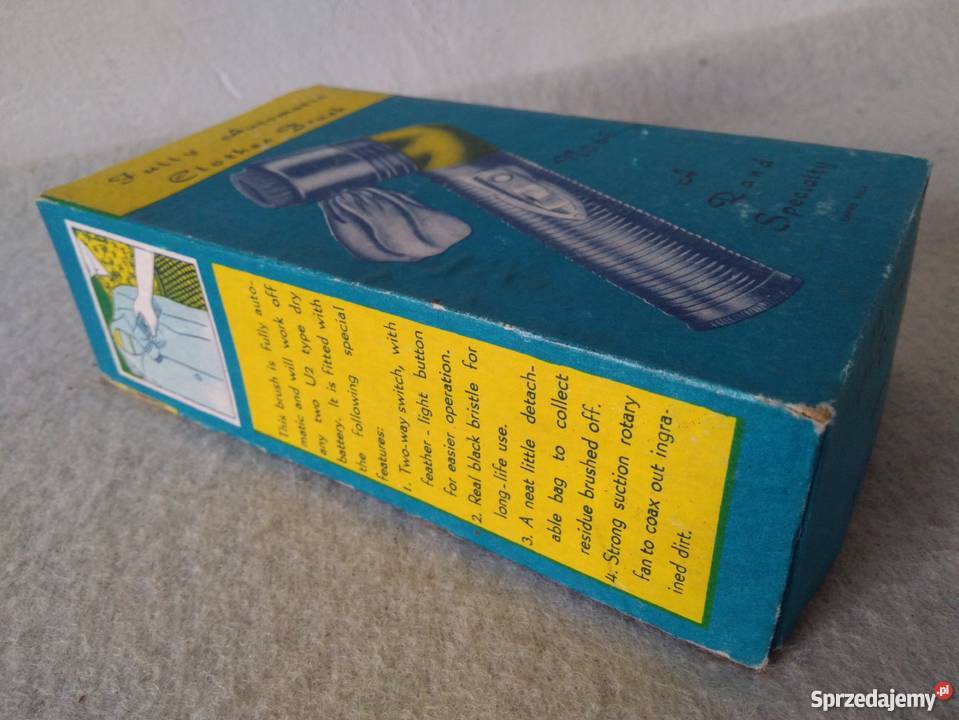 Fully Automatic
Clothes Brush
A
Rand
Specialty
This brush is fully auto-
matic and will work off
any two U2 type dry
battery. It is fitted with
the following special
features:
1. Two-way switch, with
feather-light button
for easier operation.
2. Real black bristle for
long-life use.
3. A neat little detach-
able bag to collect
residue brushed off.
4. Strong suction rotary
fan to coax out ingra-
ined dirt.
Sprzedajemy.pl